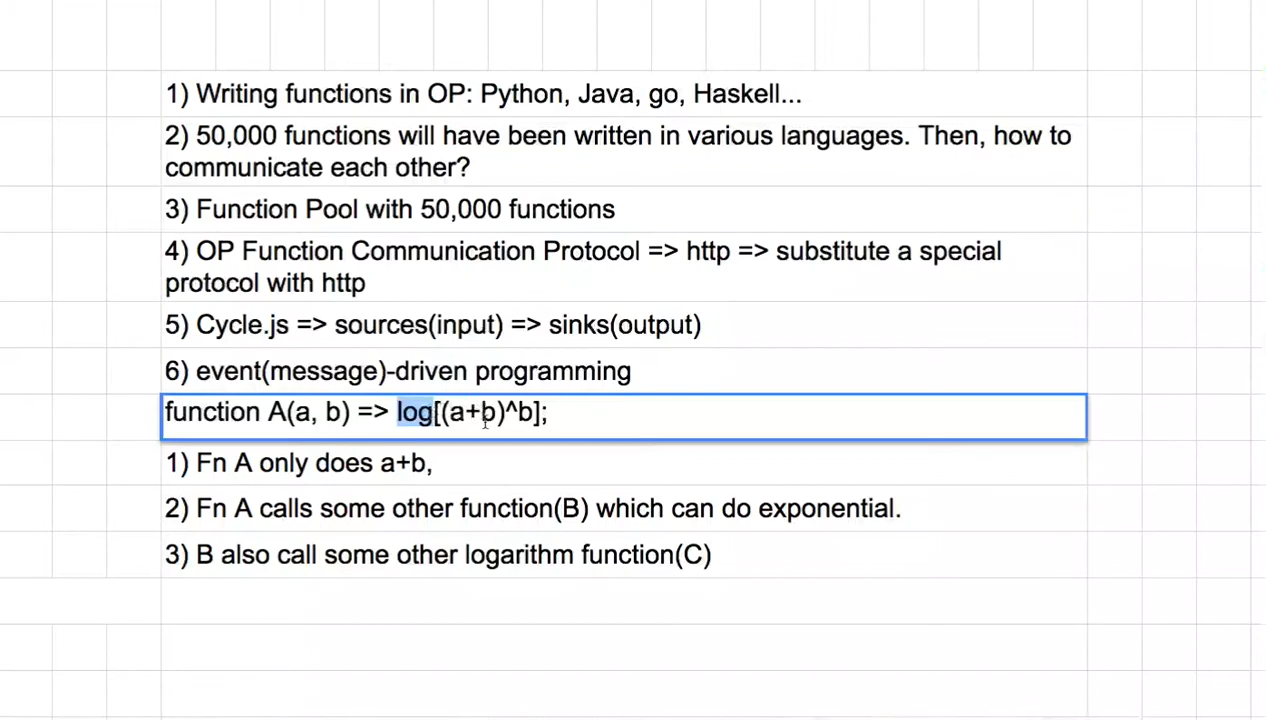 1) Writing functions in OP: Python, Java, go, Haskell...
2) 50,000 functions will have been written in various languages. Then, how to
communicate each other?
3) Function Pool with 50,000 functions
4) OP Function Communication Protocol => http => substitute a special
protocol with http
5) Cycle.js => sources(input) => sinks(output)
6) event(message)-driven programming
function A(a, b) => log[(a+b)^b];
1) Fn A only does a+b,
2) Fn A calls some other function(B) which can do exponential.
3) B also call some other logarithm function(C)